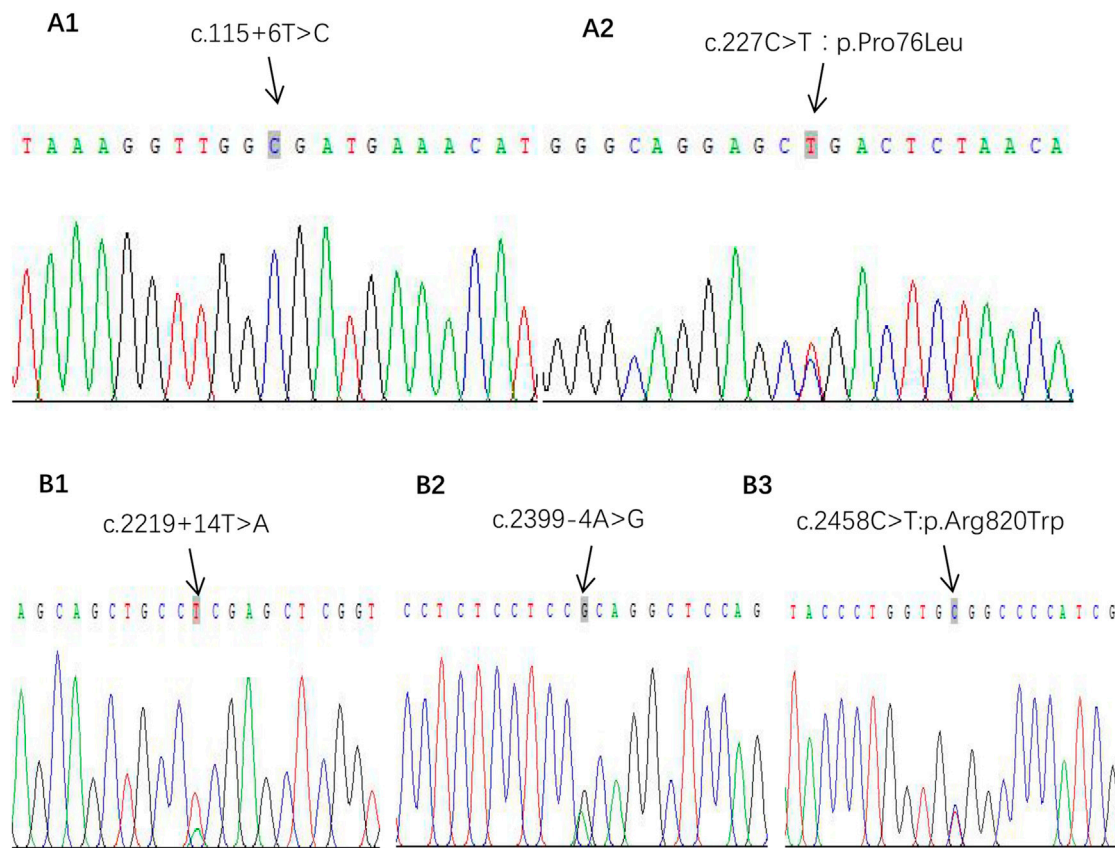 A1
c.115+6T>C
A2
c.227C>T : p.Pro76Leu
T A A A G G T T G G C G A T G A A A C A T
G G G C A G G A G C T G A C T C T A A C A
B1
c.2219+14T>A
B2
c.2399-4A>G
B3
c.2458C>T:p.Arg820Trp
A G C A G C T G C C T C G A G C T C G G T
C C T C T C C T C C G C A G G C T C C A G
T A C C C T G G T G C G G C C C C A T C G